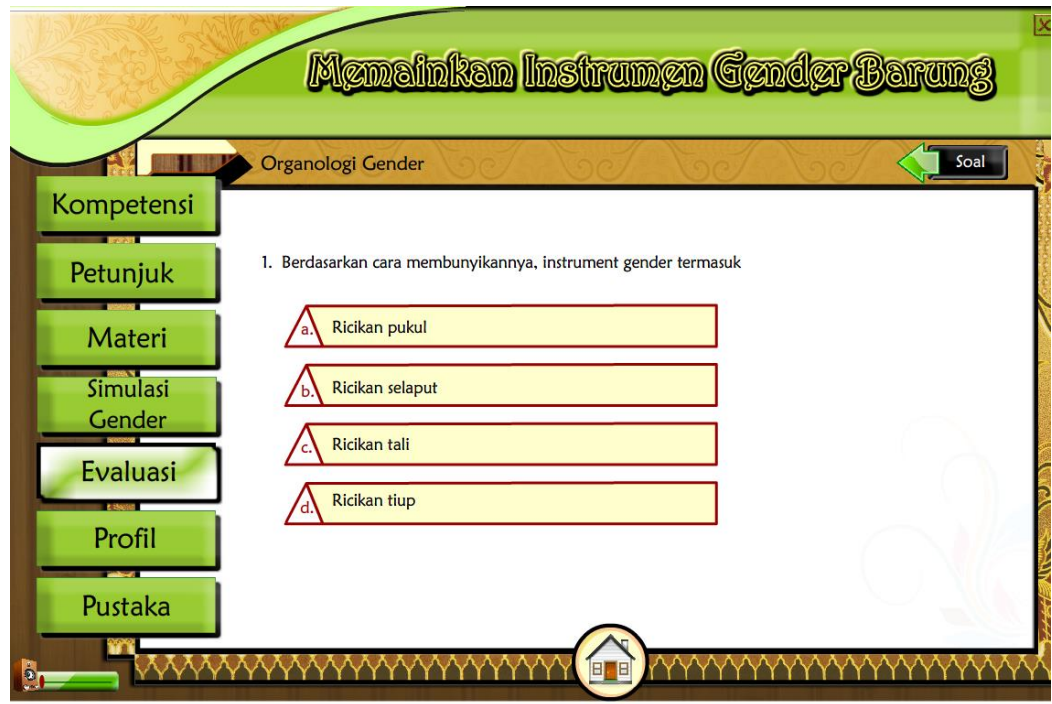 Memainkan Instrumen Gender Barung
Organologi Gender
Soal
Kompetensi
Petunjuk
Materi
Simulasi
Gender
Evaluasi
Profil
Pustaka
1. Berdasarkan cara membunyikannya, instrument gender termasuk
a. Ricikan pukul
b. Ricikan selaput
c. Ricikan tali
d. Ricikan tiup